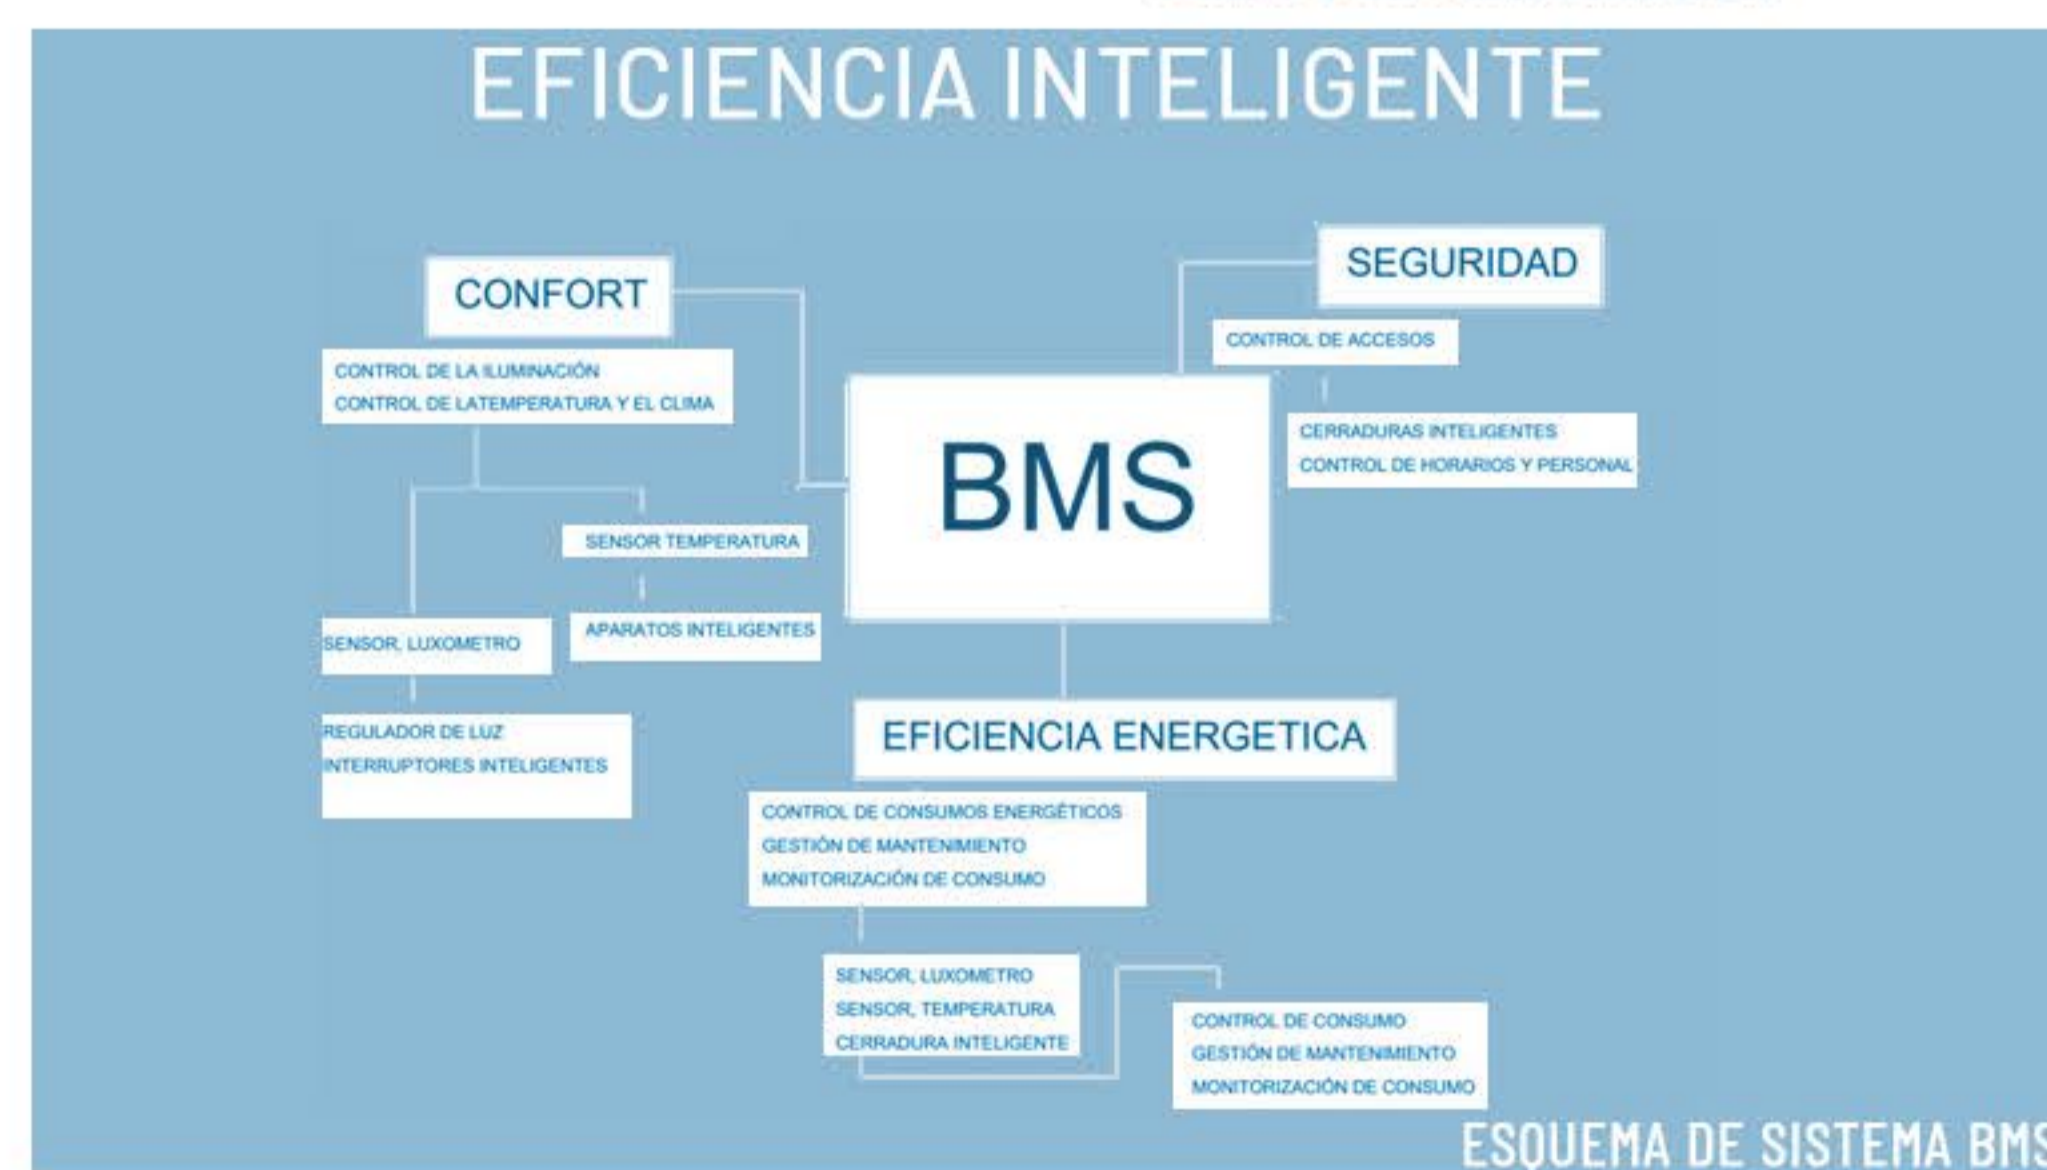 EFICIENCIA INTELIGENTE
CONFORT
CONTROL DE LA ILUMINACIÓN
CONTROL DE LATEMPERATURA Y EL CLIMA
SENSOR TEMPERATURA
APARATOS INTELIGENTES
SENSOR, LUXOMETRO
REGULADOR DE LUZ
INTERRUPTORES INTELIGENTES
BMS
SEGURIDAD
CONTROL DE ACCESOS
CERRADURAS INTELIGENTES
CONTROL DE HORARIOS Y PERSONAL
EFICIENCIA ENERGETICA
CONTROL DE CONSUMOS ENERGÉTICOS
GESTIÓN DE MANTENIMIENTO
MONITORIZACIÓN DE CONSUMO
SENSOR, LUXOMETRO
SENSOR, TEMPERATURA
CERRADURA INTELIGENTE
CONTROL DE CONSUMO
GESTIÓN DE MANTENIMIENTO
MONITORIZACIÓN DE CONSUMO
ESQUEMA DE SISTEMA BMS